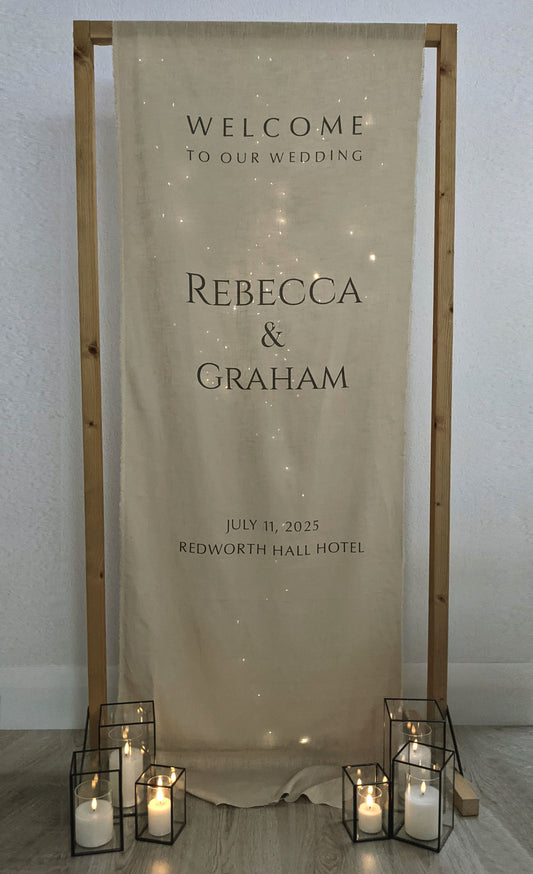 WELCOME
TO OUR WEDDING
REBECCA
&
GRAHAM
JULY 11, 2025
REDWORTH HALL HOTEL